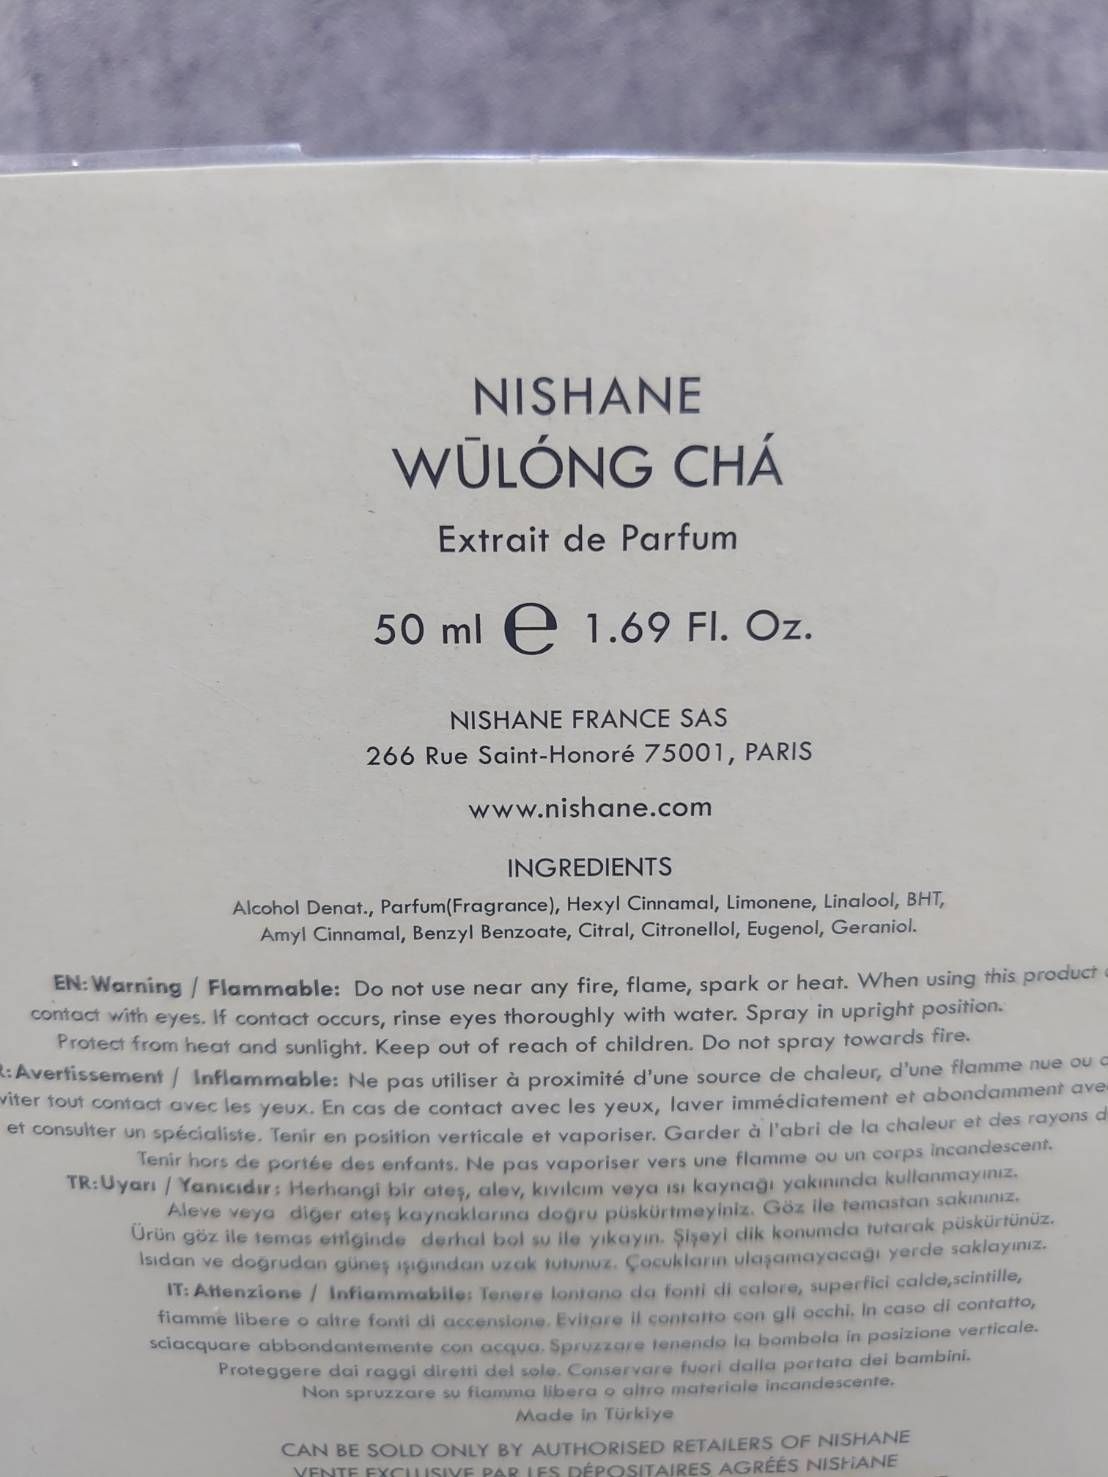 NISHANE
WŪLÓNG CHÁ
Extrait de Parfum
50 ml e 1.69 Fl. Oz.
NISHANE FRANCE SAS
266 Rue Saint-Honoré 75001, PARIS
www.nishane.com
INGREDIENTS
Alcohol Denat., Parfum(Fragrance), Hexyl Cinnamal, Limonene, Linalool, BHT,
Amyl Cinnamal, Benzyl Benzoate, Citral, Citronellol, Eugenol, Geraniol.
EN: Warning / Flammable: Do not use near any fire, flame, spark or heat. When using this product
contact with eyes. If contact occurs, rinse eyes thoroughly with water. Spray in upright position.
Protect from heat and sunlight. Keep out of reach of children. Do not spray towards fire.
: Avertissement / Inflammable: Ne pas utiliser à proximité d'une source de chaleur, d'une flamme nue ou
viter tout contact avec les yeux. En cas de contact avec les yeux, laver immédiatement et abondamment
et consulter un spécialiste. Tenir en position verticale et vaporiser. Garder à l'abri de la chaleur et des rayons
Tenir hors de portée des enfants. Ne pas vaporiser vers une flamme ou un corps incandescent.
TR: Uyarı / Yanıcıdır: Herhangi bir ateş, alev, kıvılcım veya ısı kaynağı yakınında kullanmayınız.
Aleve veya diğer ateş kaynaklarına doğru püskürtmeyiniz. Göz ile temastan sakınınız.
Ürün göz ile temas ettiginde derhal bol su ile yıkayın. Şişeyi dik konumda tutarak püskürtünüz.
Isıdan ve doğrudan güneş ışığından uzak tutunuz. Çocukların ulaşamayacağı yerde saklayınız.
IT: Attenzione / Infiammabile: Tenere lontano da fonti di calore, superfici calde,scintille,
fiamme libere o altre fonti di accensione. Evitare il contatto con gli occhi. In caso di contatto,
sciacquare abbondantemente con acqua. Spruzzare tenendo la bombola in posizione verticale.
Proteggere dai raggi diretti del sole. Conservare fuori dalla portata dei bambini.
Non spruzzare su fiamma libera o altro materiale incandescente.
Made in Türkiye
CAN BE SOLD ONLY BY AUTHORISED RETAILERS OF NISHANE
VENTE EXCLUSIVE PAR LES DÉPOSITAIRES AGRÉÉS NISHANE